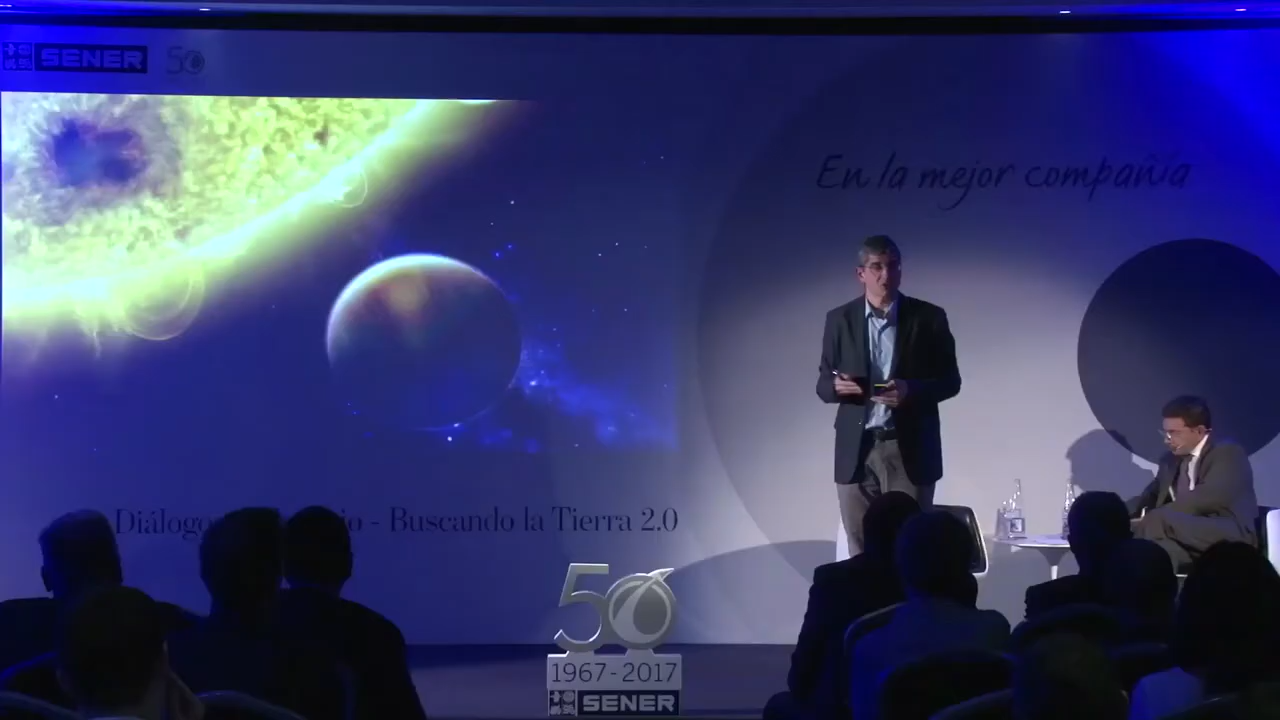 SENER
50
En la mejor compañía
Diálogo - Buscando la Tierra 2.0
50
1967-2017
SENER